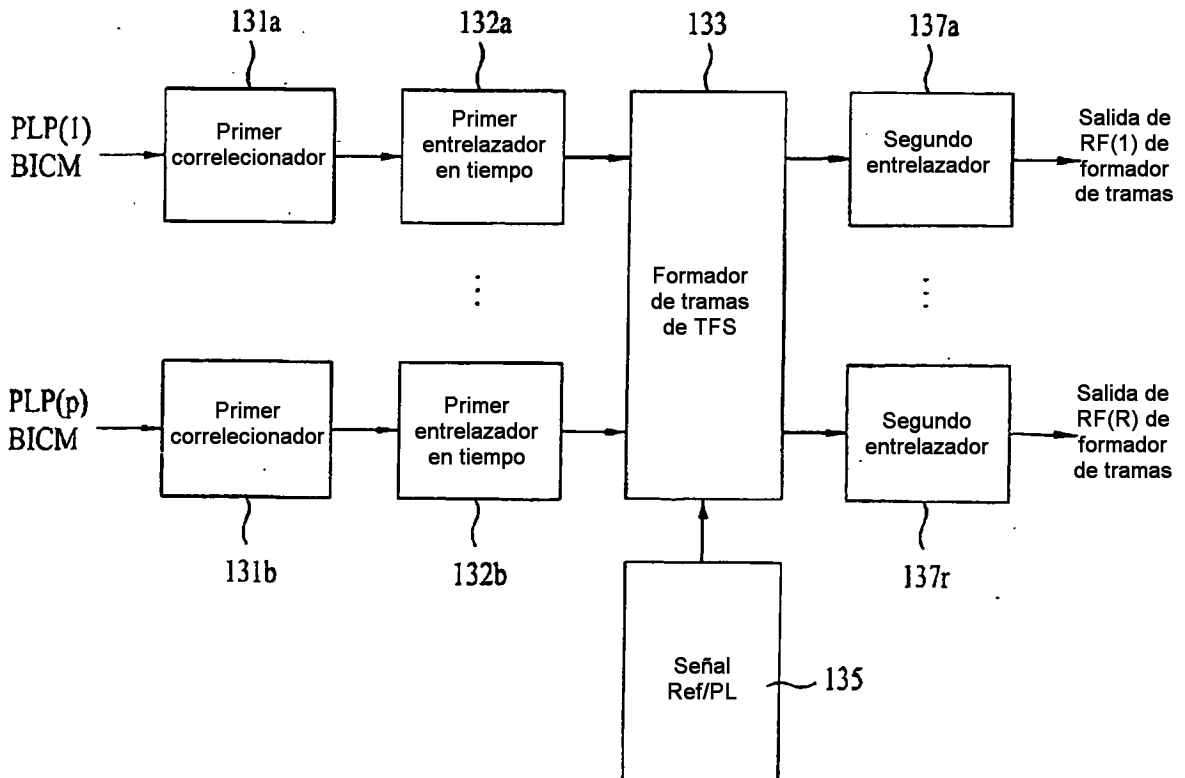 131a
132a
133
137a
PLP(1)
BICM
Primer
correlecionador
Primer
entrelazador
en tiempo
Formador
de tramas
de TFS
Segundo
entrelazador
Salida de
RF(1) de
formador
de tramas
PLP(p)
BICM
Primer
correlecionador
Primer
entrelazador
en tiempo
Segundo
entrelazador
Salida de
RF(R) de
formador
de tramas
131b
132b
137r
Señal
Ref/PL
135